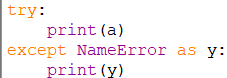 try:
    print(a)
except NameError as y:
    print(y)